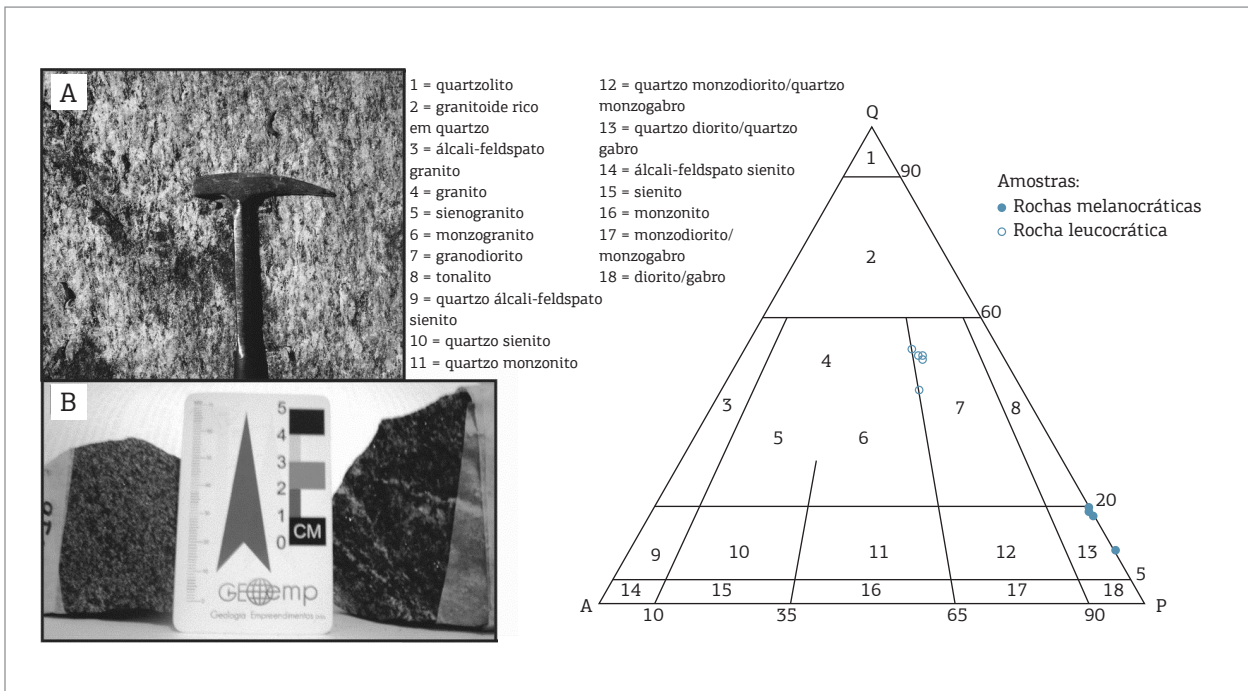 A
1 = quartzolito
2 = granitoide rico
em quartzo
3 = álcali-feldspato
granito
4 = granito
5 = sienogranito
6 = monzogranito
7 = granodiorito
8 = tonalito
9 = quartzo álcali-feldspato
sienito
10 = quartzo sienito
11 = quartzo monzonito
12 = quartzo monzodiorito/quartzo
monzogabro
13 = quartzo diorito/quartzo
gabro
14 = álcali-feldspato sienito
15 = sienito
16 = monzonito
17 = monzodiorito/
monzogabro
18 = diorito/gabro
B
5
4
3
2
1
0
CM
GEOemp
Geologia Empreendimentos
Q
1
90
2
60
4
3
7
8
5
6
20
9
10
11
12
13
5
14
15
16
17
18
A
P
10
35
65
90
Amostras:
Rochas melanocráticas
Rocha leucocrática